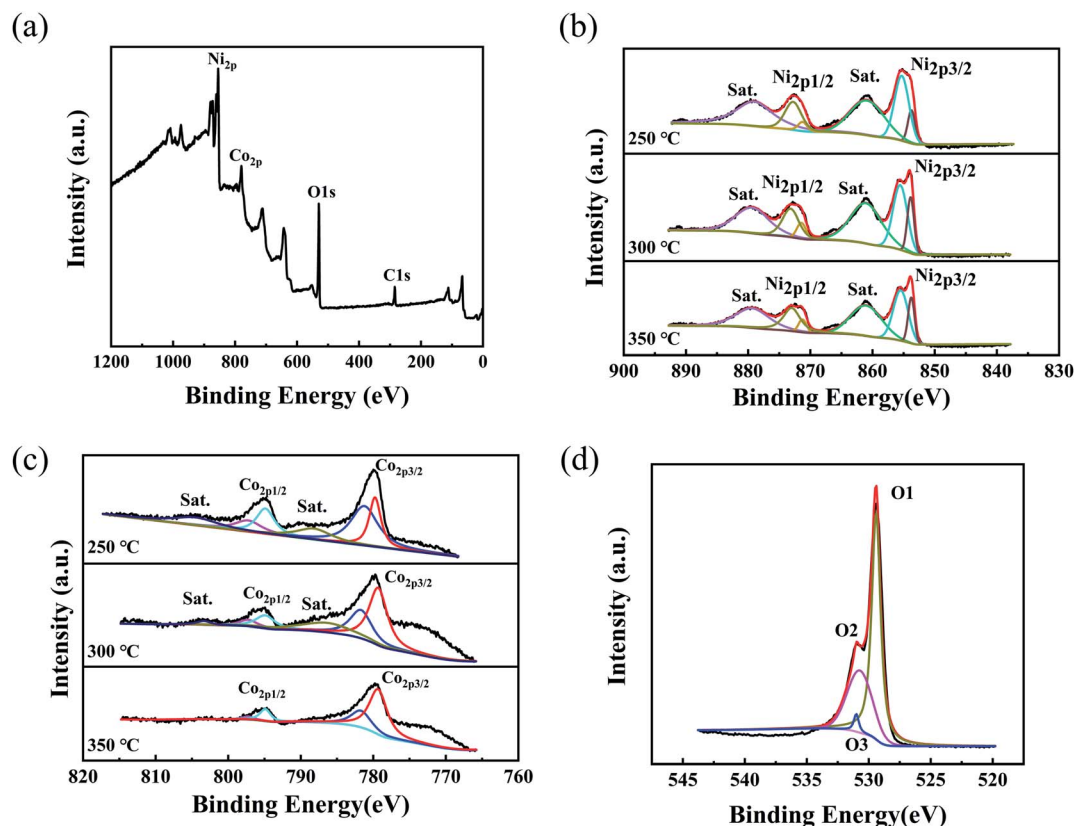 (a)
Ni2p
Co2p
O1s
C1s
Intensity (a.u.)
1200 1000 800 600 400 200 0
Binding Energy (eV)
(b)
Sat. Ni2p1/2 Sat. Ni2p3/2
250 °C
Sat. Ni2p1/2 Sat. Ni2p3/2
300 °C
Sat. Ni2p1/2 Sat. Ni2p3/2
350 °C
Intensity (a.u.)
Intensity (a.u.)
Intensity (a.u.)
900 890 880 870 860 850 840 830
Binding Energy(eV)
(c)
Sat. Co2p1/2 Sat. Co2p3/2
250 °C
Sat. Co2p1/2 Sat. Co2p3/2
300 °C
Co2p1/2 Co2p3/2
350 °C
Intensity (a.u.)
820 810 800 790 780 770 760
Binding Energy(eV)
(d)
O1
O2
O3
Intensity (a.u.)
545 540 535 530 525 520
Binding Energy(eV)